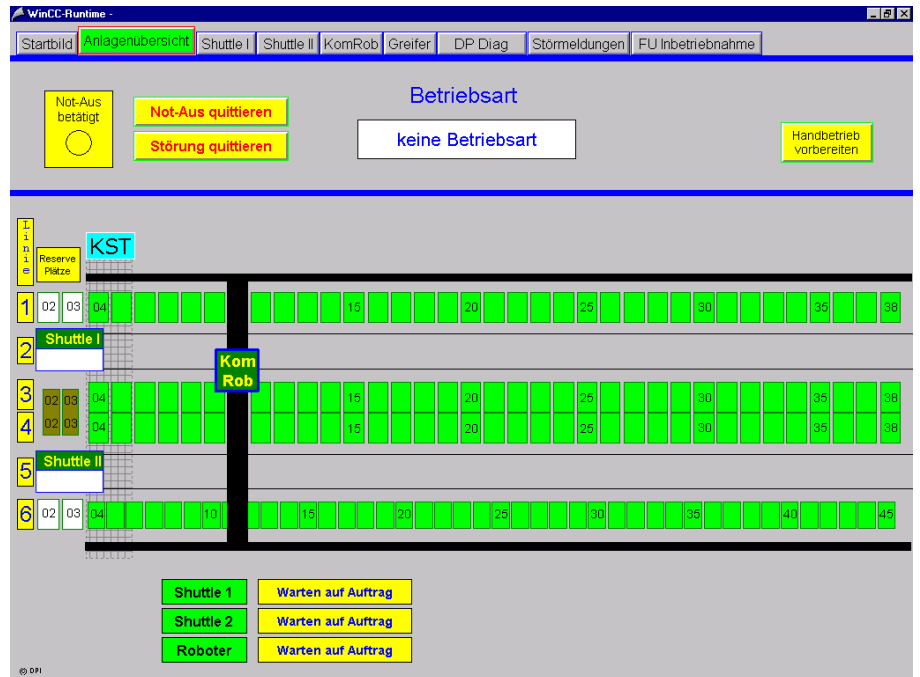 WinCC-Runtime -
Startbild Anlagenübersicht Shuttle I Shuttle II KomRob Greifer DP Diag Störmeldungen FU Inbetriebnahme
Betriebsart
Not-Aus
betätigt
Not-Aus quittieren
keine Betriebsart
Störung quittieren
Handbetrieb
vorbereiten
Linie
KST
Reserve
Plätze
1 02 03 04 15 20 25 30 35 38
Shuttle I
2
Kom
Rob
3 02 03 04 15 20 25 30 35 38
4 02 03 04 15 20 25 30 35 38
Shuttle II
5
6 02 03 04 10 15 20 25 30 35 40 45
Shuttle 1 Warten auf Auftrag
Shuttle 2 Warten auf Auftrag
Roboter Warten auf Auftrag
© DPI